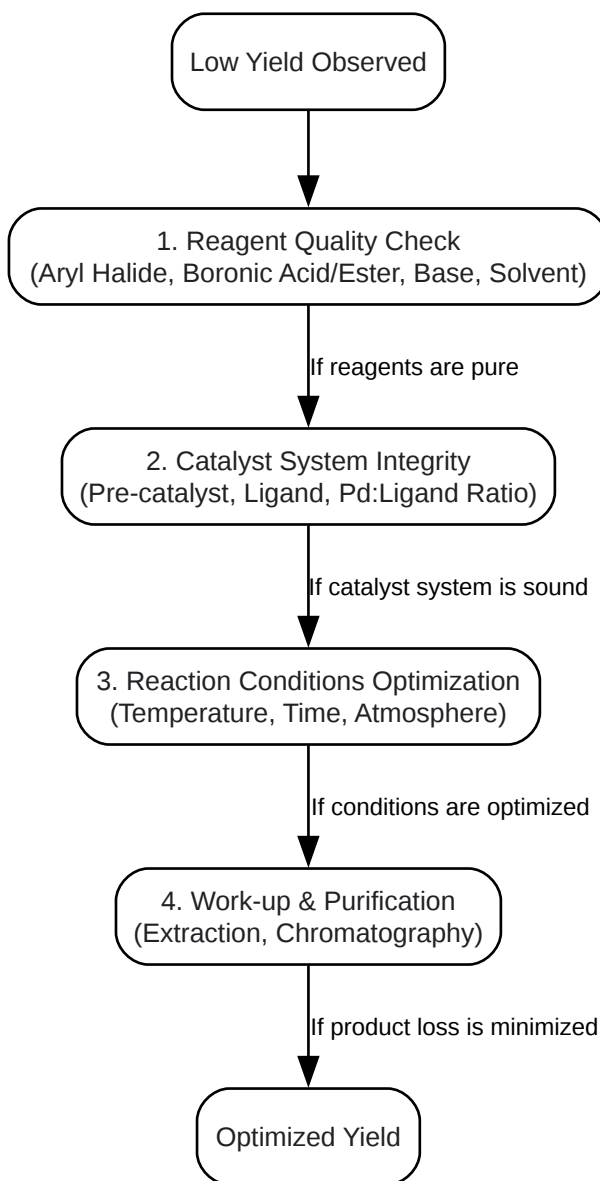 Low Yield Observed
1. Reagent Quality Check
(Aryl Halide, Boronic Acid/Ester, Base, Solvent)
If reagents are pure
2. Catalyst System Integrity
(Pre-catalyst, Ligand, Pd:Ligand Ratio)
If catalyst system is sound
3. Reaction Conditions Optimization
(Temperature, Time, Atmosphere)
If conditions are optimized
4. Work-up & Purification
(Extraction, Chromatography)
If product loss is minimized
Optimized Yield